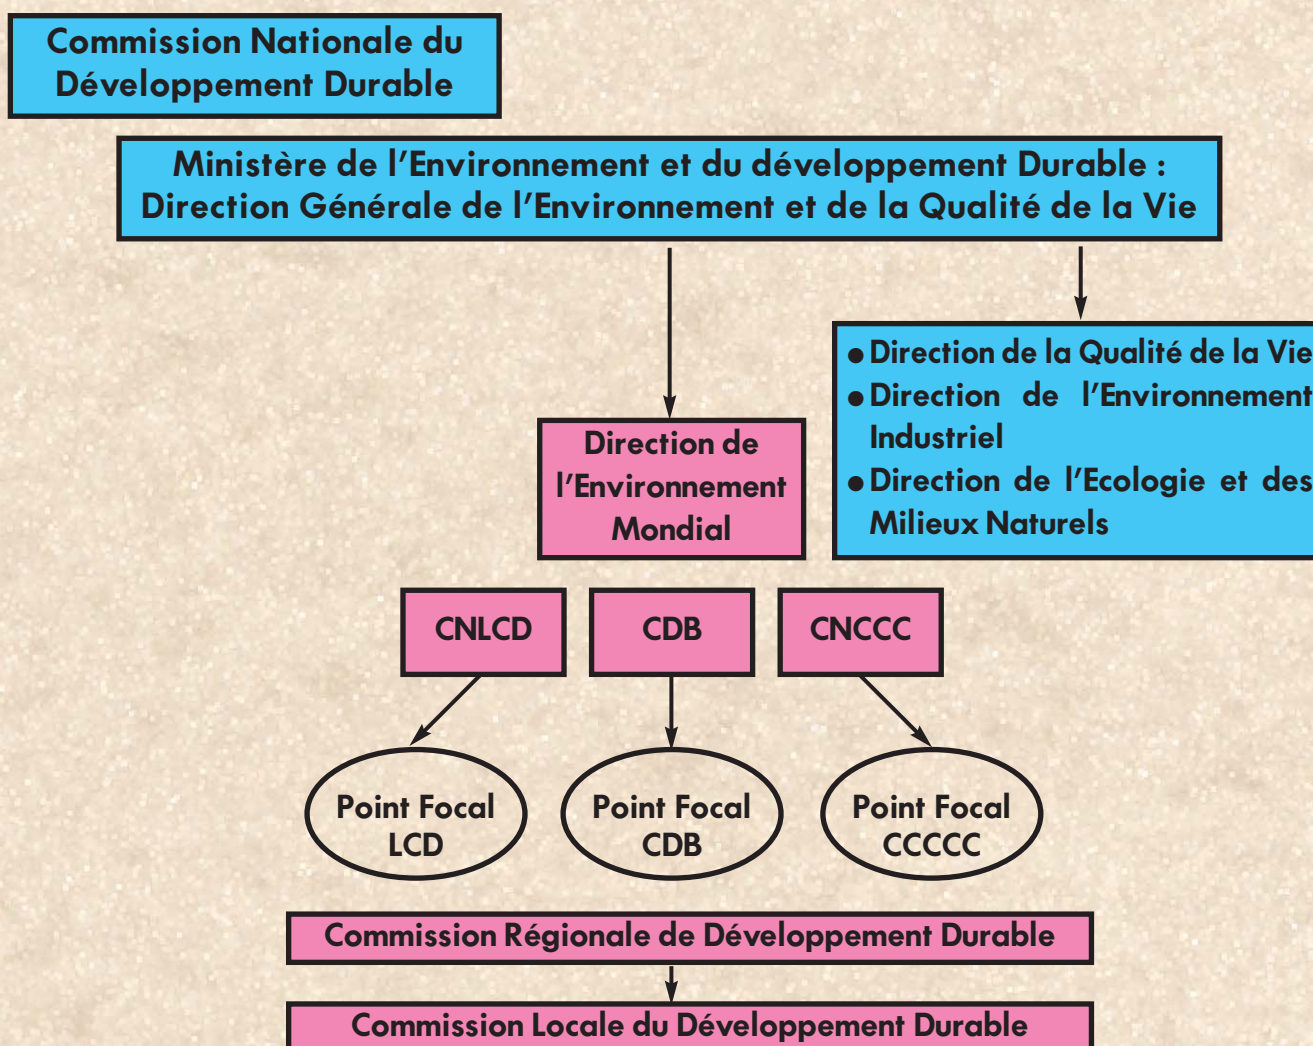 Commission Nationale du
Développement Durable
Ministère de l'Environnement et du développement Durable :
Direction Générale de l'Environnement et de la Qualité de la Vie
● Direction de la Qualité de la Vie
● Direction de l'Environnement
Industriel
● Direction de l'Ecologie et des
Milieux Naturels
Direction de
l'Environnement
Mondial
CNLCD
CDB
CNCCC
Point Focal
LCD
Point Focal
CDB
Point Focal
CCCCC
Commission Régionale de Développement Durable
Commission Locale du Développement Durable